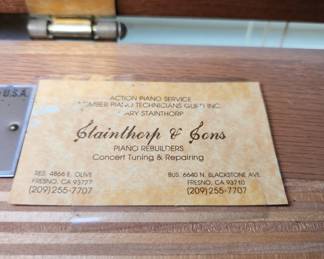 U.S.A.
ACTION PIANO SERVICE
MEMBER PIANO TECHNICIANS GUILD INC.
GARY STAINTHORP
Stainthorp & Sons
PIANO REBUILDERS
Concert Tuning & Repairing
RES. 4866 E. OLIVE
FRESNO, CA 93727
(209) 255-7707
BUS. 6640 N. BLACKSTONE AVE.
FRESNO, CA 93710
(209) 255-7707